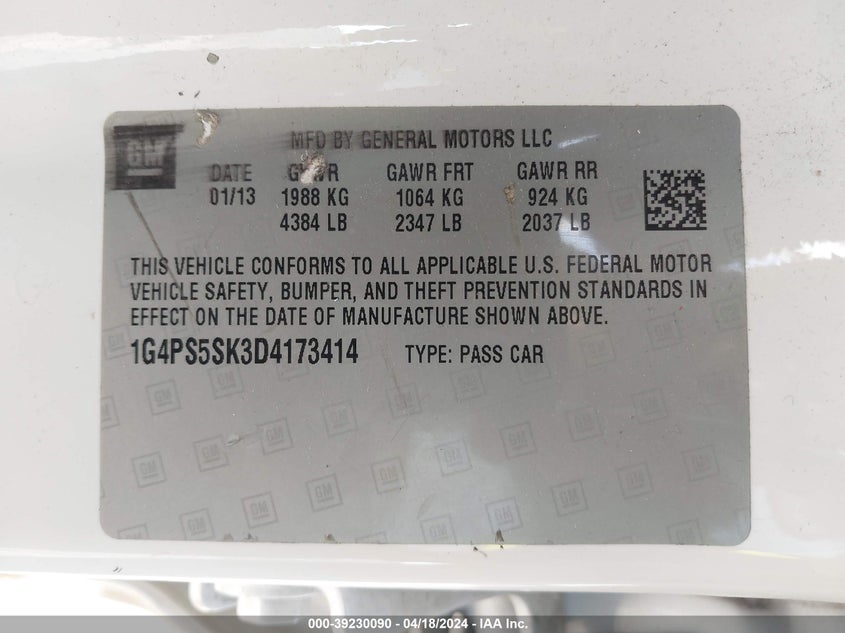 GM
MFD BY GENERAL MOTORS LLC
DATE GVWR GAWR FRT GAWR RR
01/13 1988 KG 1064 KG 924 KG
4384 LB 2347 LB 2037 LB
THIS VEHICLE CONFORMS TO ALL APPLICABLE U.S. FEDERAL MOTOR
VEHICLE SAFETY, BUMPER, AND THEFT PREVENTION STANDARDS IN
EFFECT ON THE DATE OF MANUFACTURE SHOWN ABOVE.
1G4PS5SK3D4173414 TYPE: PASS CAR
000-39230090 - 04/18/2024 - IAA Inc.